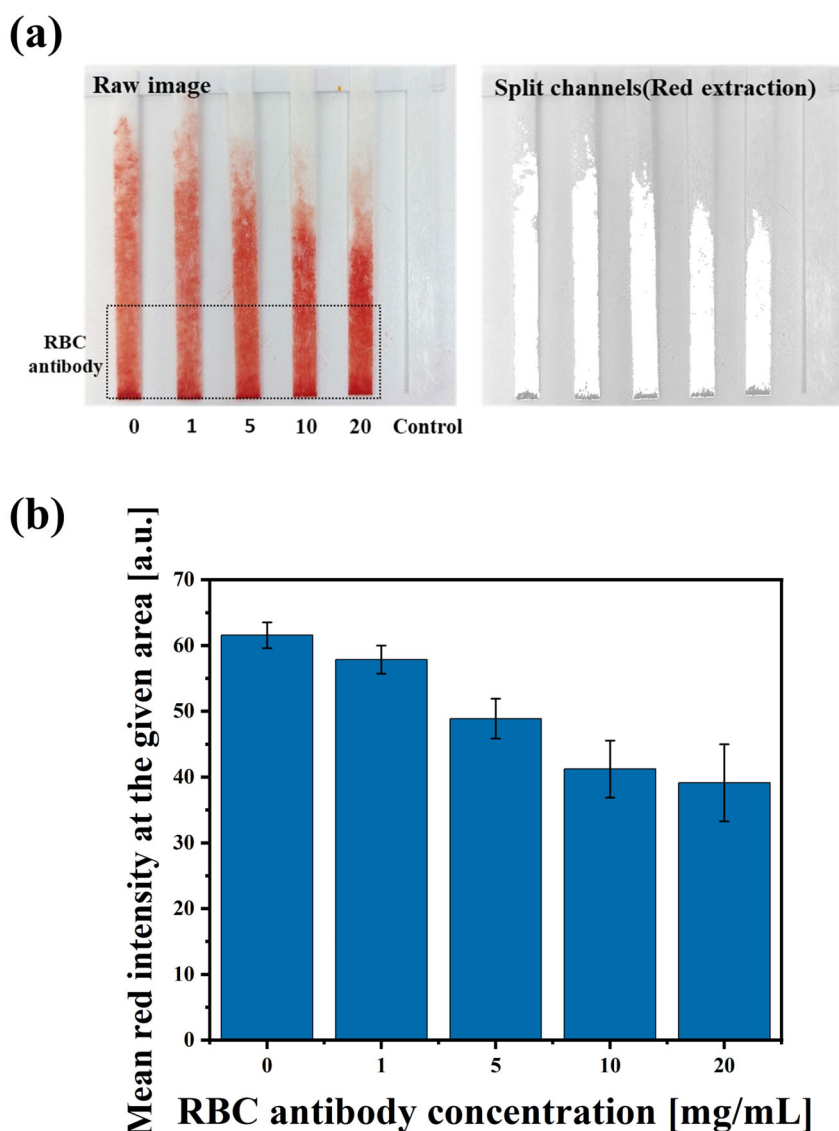 (a)
Raw image
Split channels(Red extraction)
RBC
antibody
0 1 5 10 20 Control
(b)
Mean red intensity at the given area [a.u.]
70
60
50
40
30
20
10
0
0 1 5 10 20
RBC antibody concentration [mg/mL]